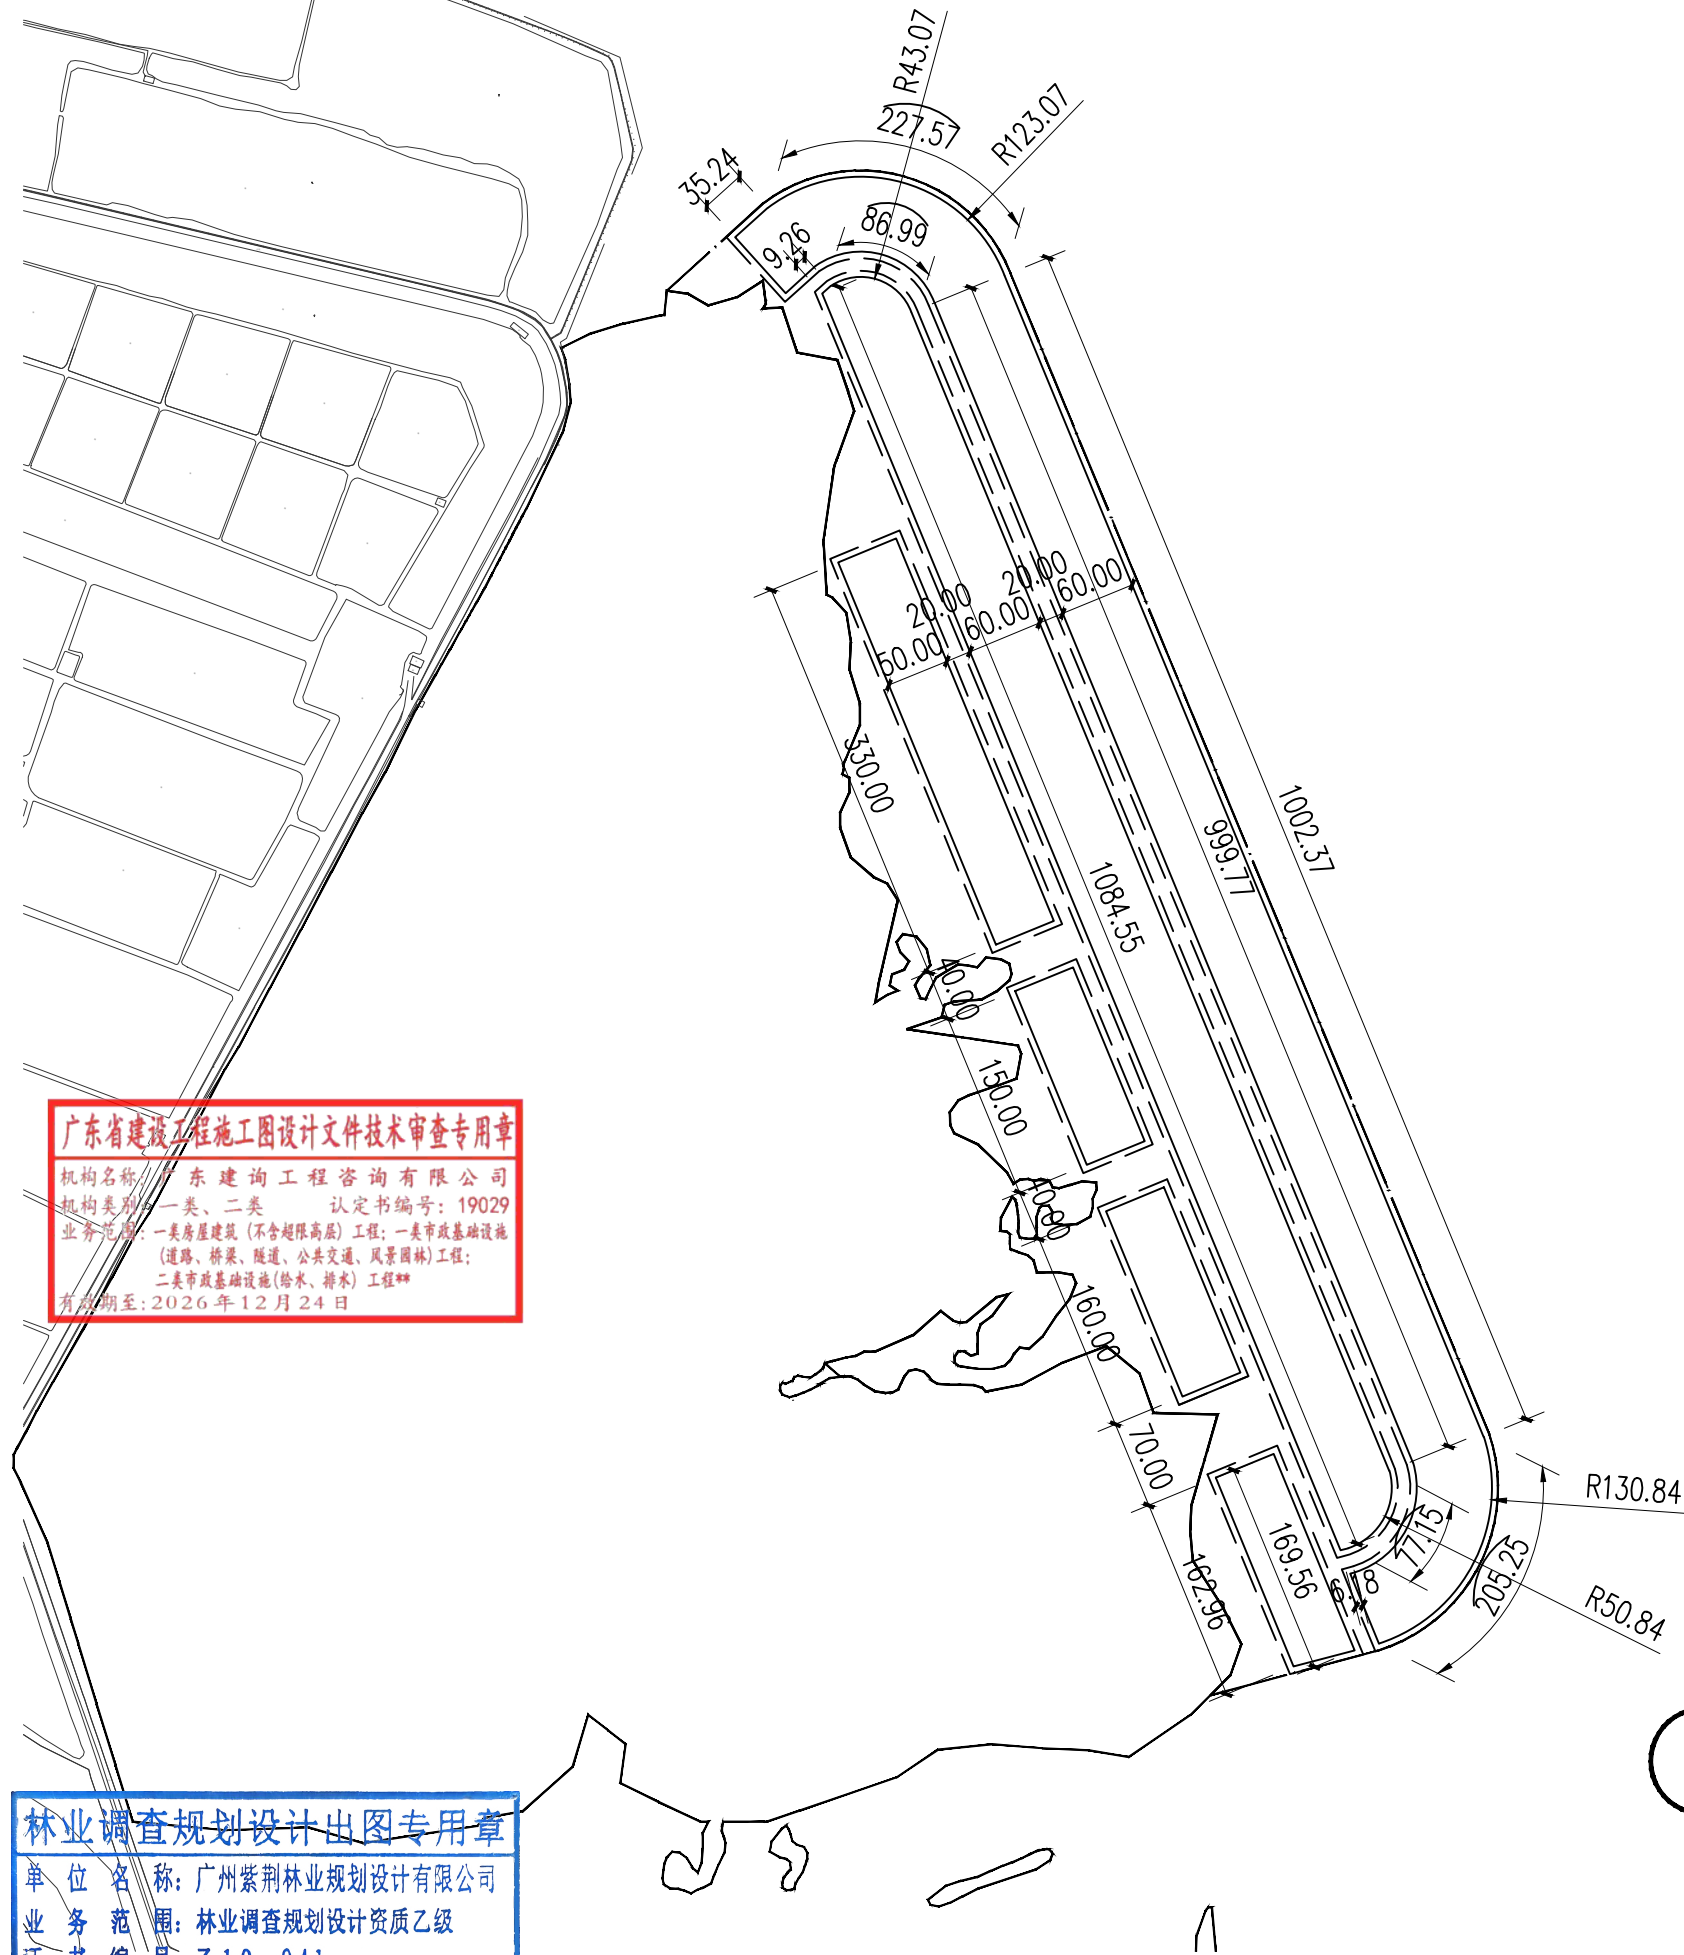 R43.07
227.57
R123.07
35.24
86.99
9.26
20.00
60.00
20.00
60.00
50.00
330.00
1002.37
999.77
1084.55
40.00
150.00
40.00
160.00
70.00
R130.84
77.15
169.56
205.25
162.96
R50.84
广东省建设工程施工图设计文件技术审查专用章
机构名称:广东建询工程咨询有限公司
机构类别:一类、二类 认定书编号:19029
业务范围:一类房屋建筑(不含超限高层)工程;一类市政基础设施
(道路、桥梁、隧道、公共交通、风景园林)工程;
二类市政基础设施(给水、排水)工程**
有效期至:2026年12月24日
林业调查规划设计出图专用章
单位名称:广州紫荆林业规划设计有限公司
业务范围:林业调查规划设计资质乙级